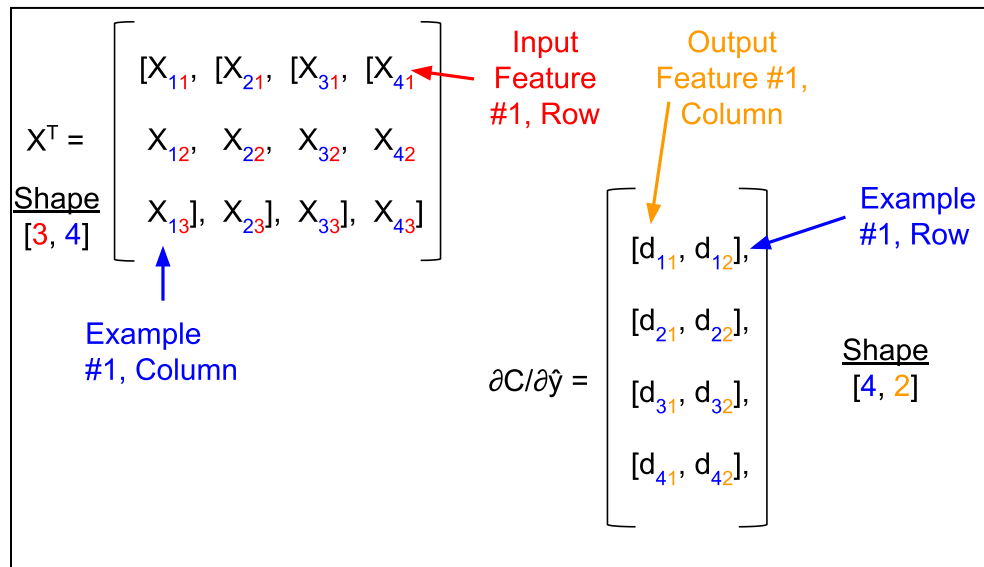 [X11, [X21, [X31, [X41
X^T = X12, X22, X32, X42
X13], X23], X33], X43]
Shape
[3, 4]
Input
Feature
#1, Row
Output
Feature #1,
Column
Example
#1, Column
Example
#1, Row
∂C/∂ŷ =
[d11, d12],
[d21, d22],
[d31, d32],
[d41, d42],
Shape
[4, 2]